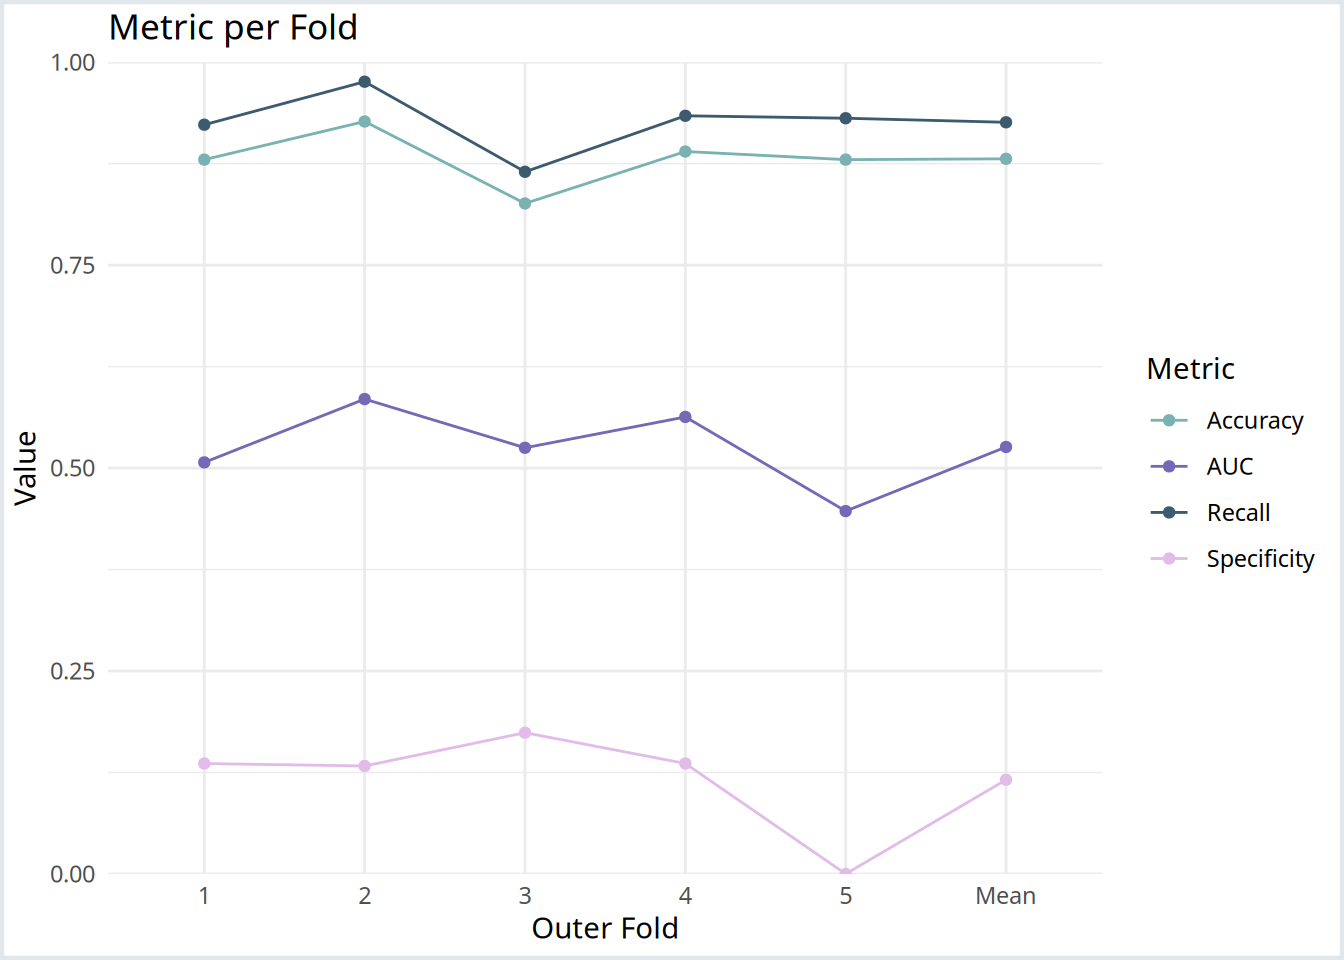 Metric per Fold
1.00
0.75
0.50
0.25
0.00
Value
1 2 3 4 5 Mean
Outer Fold
Metric
Accuracy
AUC
Recall
Specificity